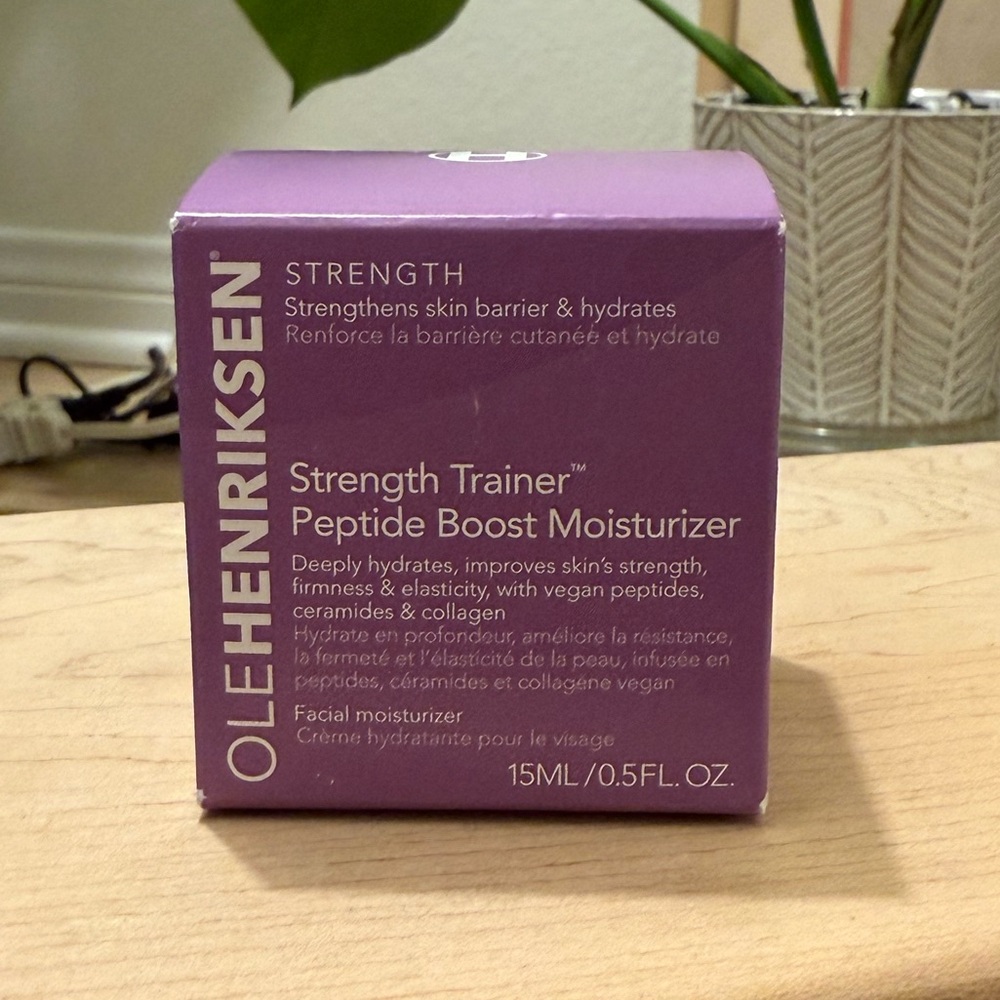 OLEHENRIKSEN®
STRENGTH
Strengthens skin barrier & hydrates
Renforce la barrière cutanée et hydrate
Strength Trainer™
Peptide Boost Moisturizer
Deeply hydrates, improves skin's strength,
firmness & elasticity, with vegan peptides,
ceramides & collagen
Hydrate en profondeur, améliore la résistance,
la fermeté et l'élasticité de la peau, infusée en
peptides, céramides et collagène vegan
Facial moisturizer
Crème hydratante pour le visage
15ML/0.5FL. OZ.